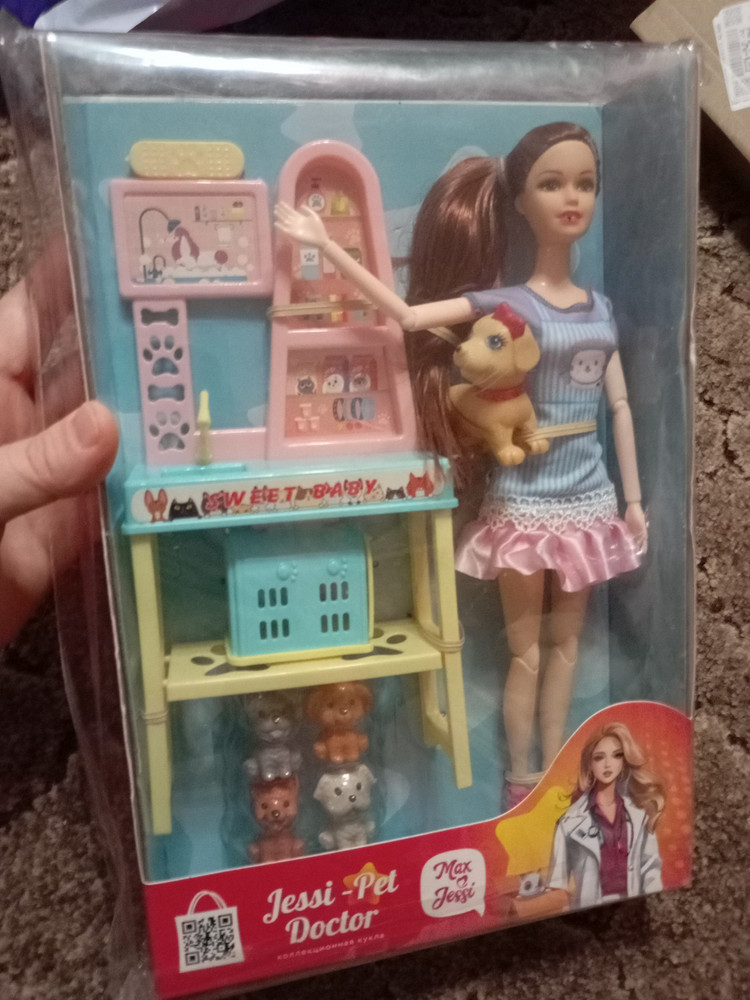 SWEET BABY
Jessi-Pet
Doctor
коллекционная кукла
Max
Jessi